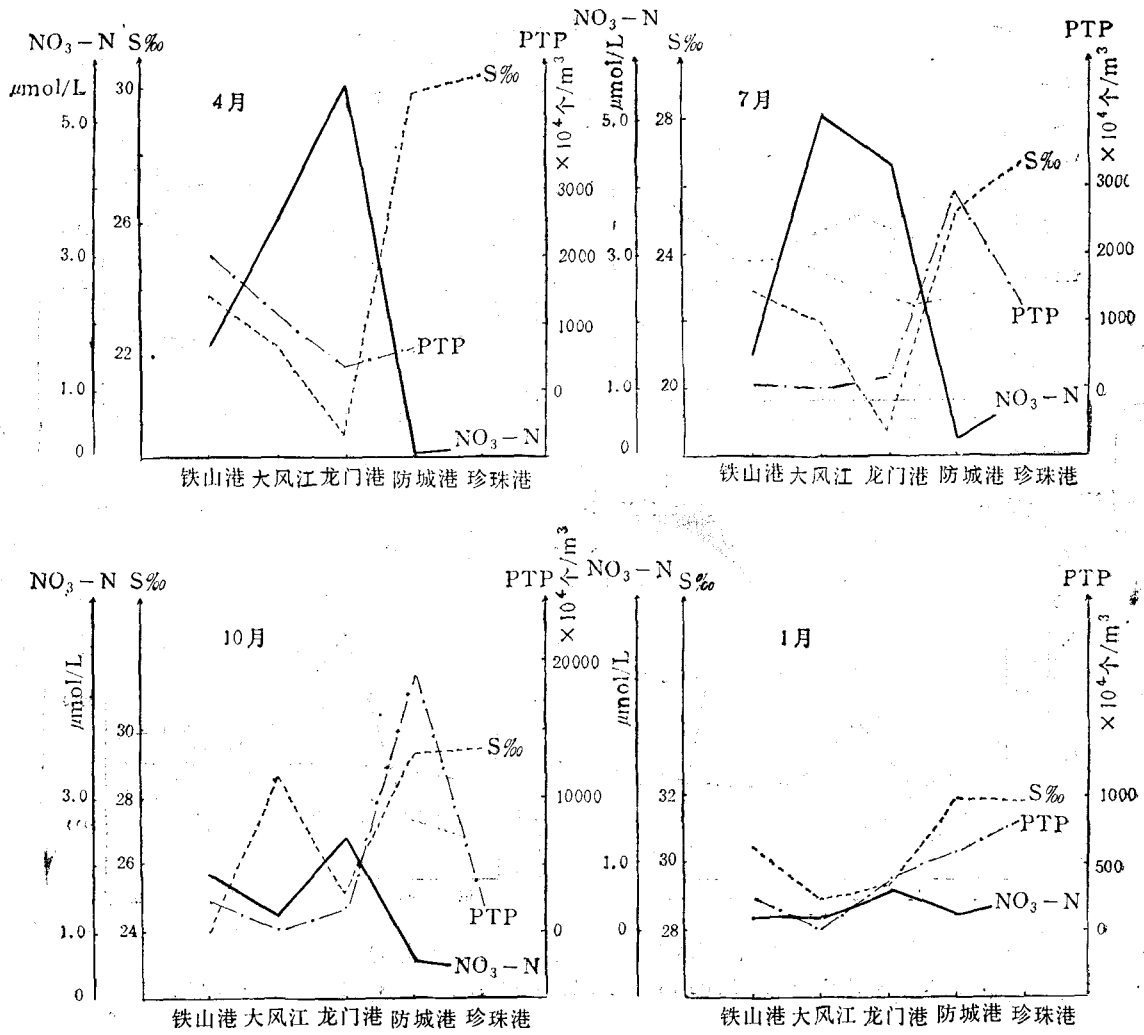 NO₃-N S‰ PTP
μmol/L
×10⁴个/m³
4月
30
26
22
5.0
3.0
1.0
0
3000
2000
1000
0
S‰
PTP
NO₃-N
铁山港 大风江 龙门港 防城港 珍珠港
NO₃-N S‰ PTP
μmol/L
×10⁴个/m³
7月
28
24
20
5.0
3.0
1.0
0
3000
2000
1000
0
S‰
PTP
NO₃-N
铁山港 大风江 龙门港 防城港 珍珠港
NO₃-N S‰ PTP
μmol/L
×10⁴个/m³
10月
30
28
26
24
3.0
1.0
0
20000
10000
0
S‰
PTP
NO₃-N
铁山港 大风江 龙门港 防城港 珍珠港
NO₃-N S‰ PTP
μmol/L
×10⁴个/m³
1月
32
30
28
1.0
0
1000
500
0
S‰
PTP
NO₃-N
铁山港 大风江 龙门港 防城港 珍珠港